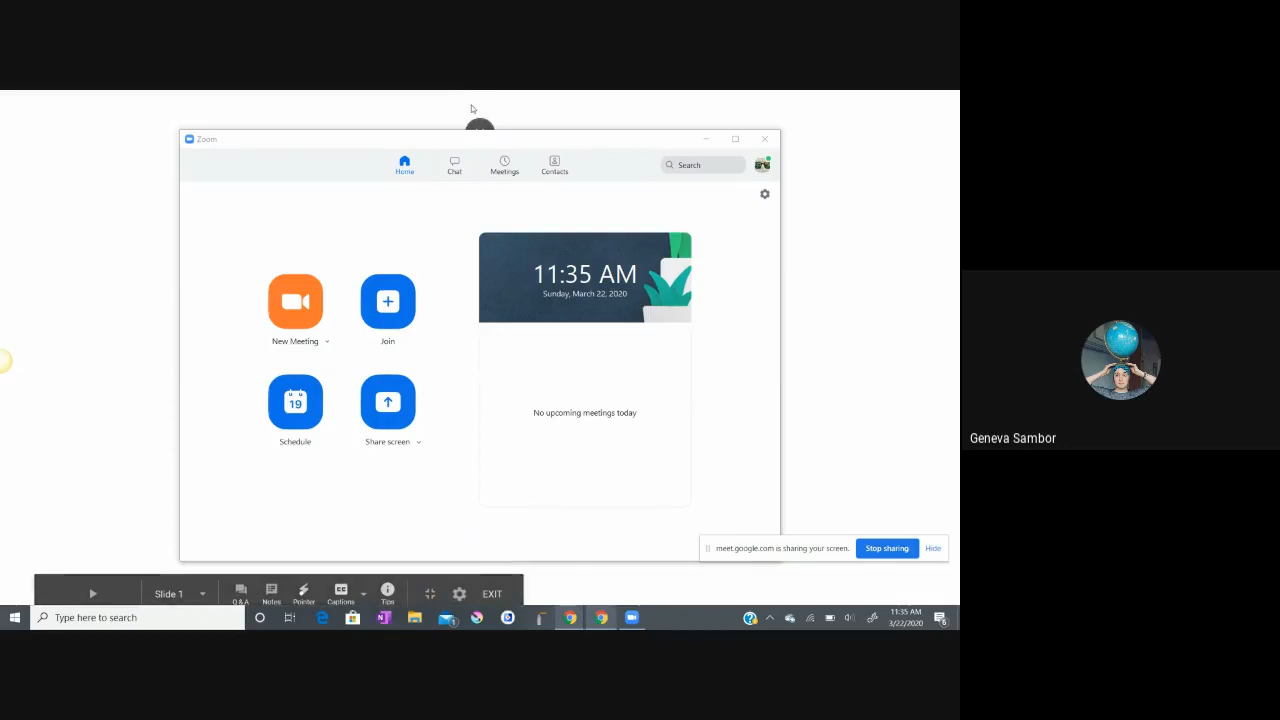 Zoom
Home
Chat
Meetings
Contacts
Search
11:35 AM
Sunday, March 22, 2020
New Meeting
Join
19
Schedule
Share screen
No upcoming meetings today
Geneva Sambor
meet.google.com is sharing your screen.
Stop sharing
Hide
Slide 1
Q & A
Notes
Pointer
CC
Captions
Tips
EXIT
Type here to search
11:35 AM
3/22/2020